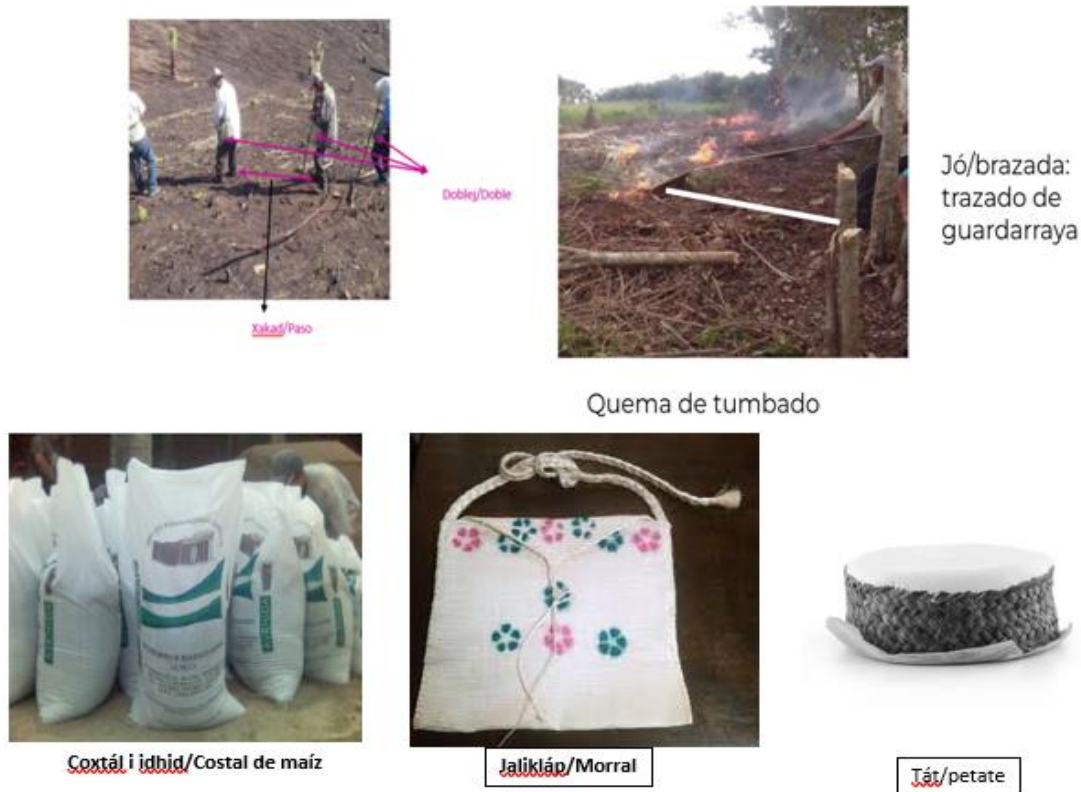 Doblej/Doble
Xakad/Paso
Jó/brazada:
trazado de
guardarraya
Quema de tumbado
Coxtál i idhid/Costal de maíz
Jalikláp/Morral
Tát/petate